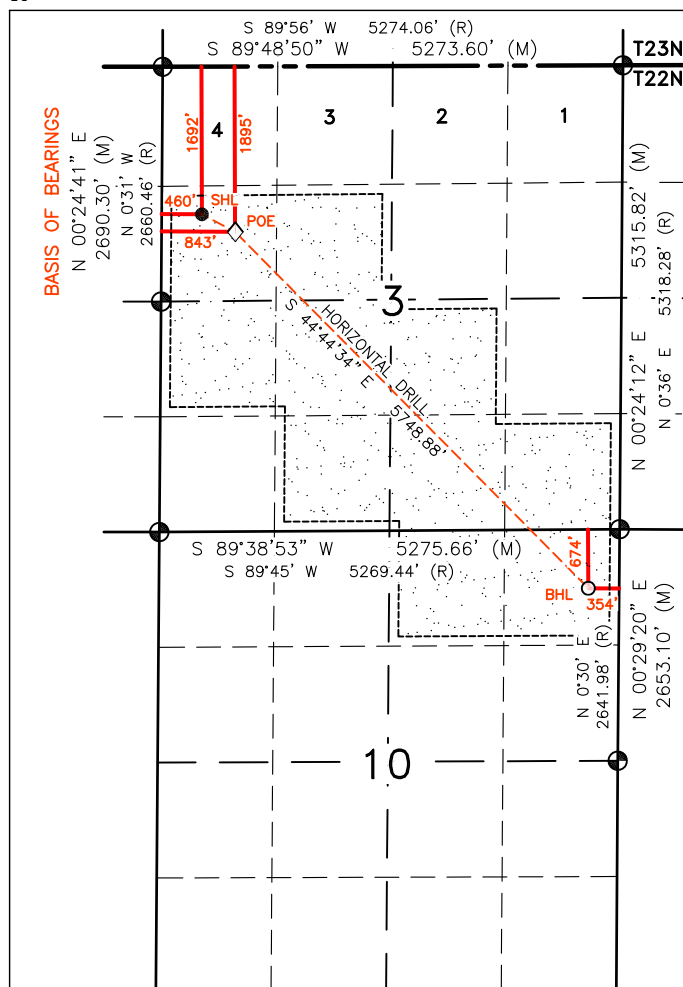 S 89°56' W 5274.06' (R)
S 89°48'50" W 5273.60' (M)
T23N
T22N
BASIS OF BEARINGS
N 00°24'41" E
2690.30' (M)
N 0°31' W
2660.46' (R)
1692'
4
1895'
3
2
1
460'
SHL
843'
POE
5315.82' (M)
5318.28' (R)
N 00°24'12" E
N 0°36' E
3
HORIZONTAL DRILL
S 44°44'34" E 5748.88'
S 89°38'53" W 5275.66' (M)
S 89°45' W 5269.44' (R)
674'
BHL
354'
N 0°30' E
2641.98' (R)
N 00°29'20" E
2653.10' (M)
10